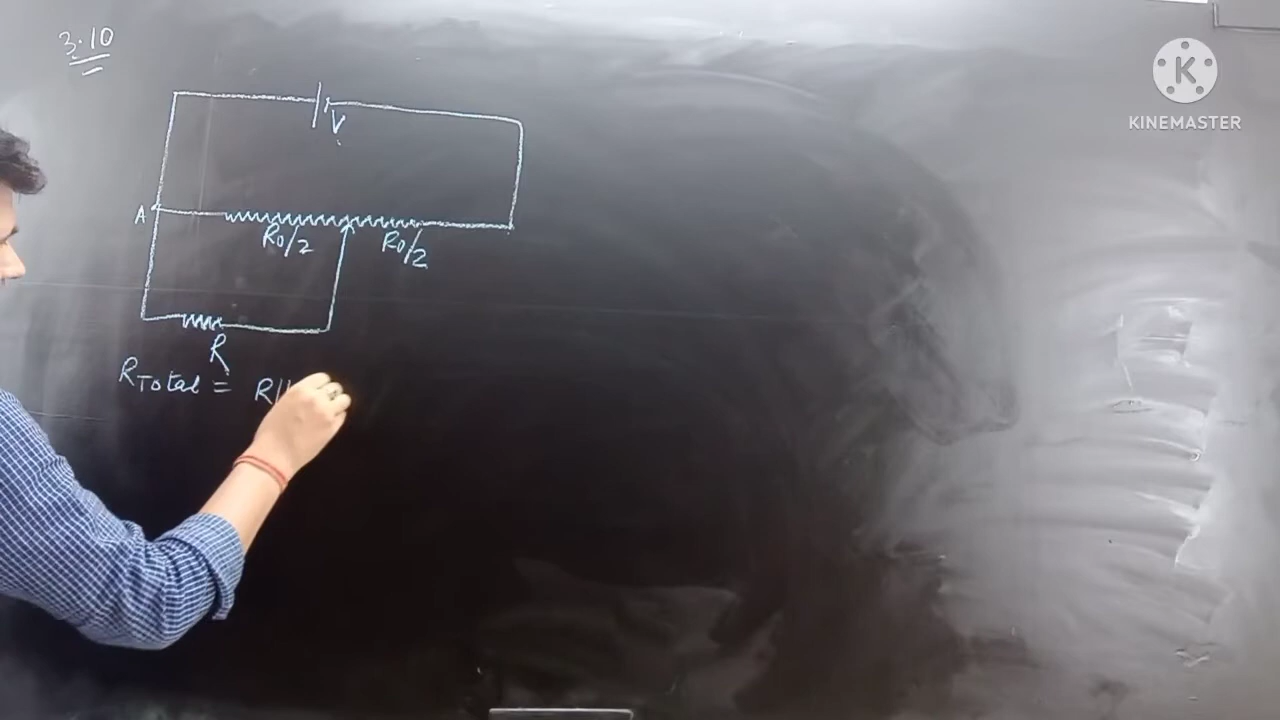 3.10
V
A
R0/2 R0/2
R
RTotal = R||
K
KINEMASTER